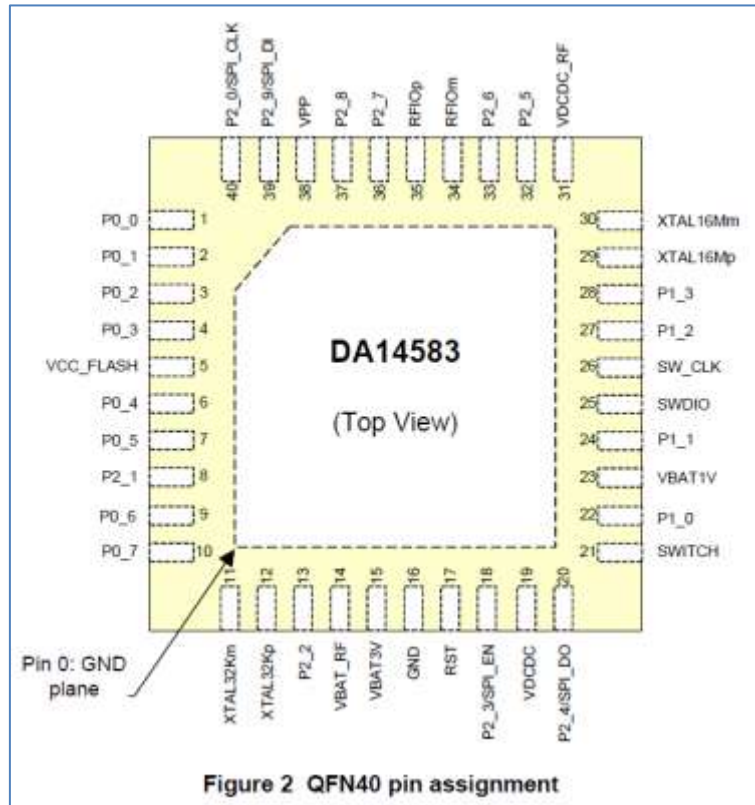 P2_0/SPI_CLK
P2_9/SPI_DI
VPP
P2_8
P2_7
RFIOp
RFIOm
P2_6
P2_5
VDCDC_RF
40
39
38
37
36
35
34
33
32
31
P0_0 1
P0_1 2
P0_2 3
P0_3 4
VCC_FLASH 5
P0_4 6
P0_5 7
P2_1 8
P0_6 9
P0_7 10
DA14583
(Top View)
30 XTAL16Mm
29 XTAL16Mp
28 P1_3
27 P1_2
26 SW_CLK
25 SWDIO
24 P1_1
23 VBAT1V
22 P1_0
21 SWITCH
11
12
13
14
15
16
17
18
19
20
XTAL32Km
XTAL32Kp
P2_2
VBAT_RF
VBAT3V
GND
RST
P2_3/SPI_EN
VDCDC
P2_4/SPI_DO
Pin 0: GND
plane
Figure 2 QFN40 pin assignment